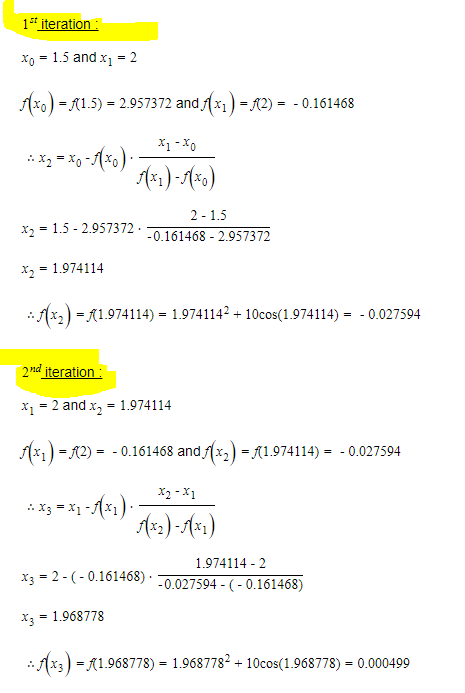 1st iteration :
x₀ = 1.5 and x₁ = 2
f(x₀) = f(1.5) = 2.957372 and f(x₁) = f(2) = - 0.161468
∴ x₂ = x₀ - f(x₀) · (x₁ - x₀) / (f(x₁) - f(x₀))
x₂ = 1.5 - 2.957372 · (2 - 1.5) / (-0.161468 - 2.957372)
x₂ = 1.974114
∴ f(x₂) = f(1.974114) = 1.974114² + 10cos(1.974114) = - 0.027594
2nd iteration :
x₁ = 2 and x₂ = 1.974114
f(x₁) = f(2) = - 0.161468 and f(x₂) = f(1.974114) = - 0.027594
∴ x₃ = x₁ - f(x₁) · (x₂ - x₁) / (f(x₂) - f(x₁))
x₃ = 2 - ( - 0.161468) · (1.974114 - 2) / (-0.027594 - ( - 0.161468))
x₃ = 1.968778
∴ f(x₃) = f(1.968778) = 1.968778² + 10cos(1.968778) = 0.000499